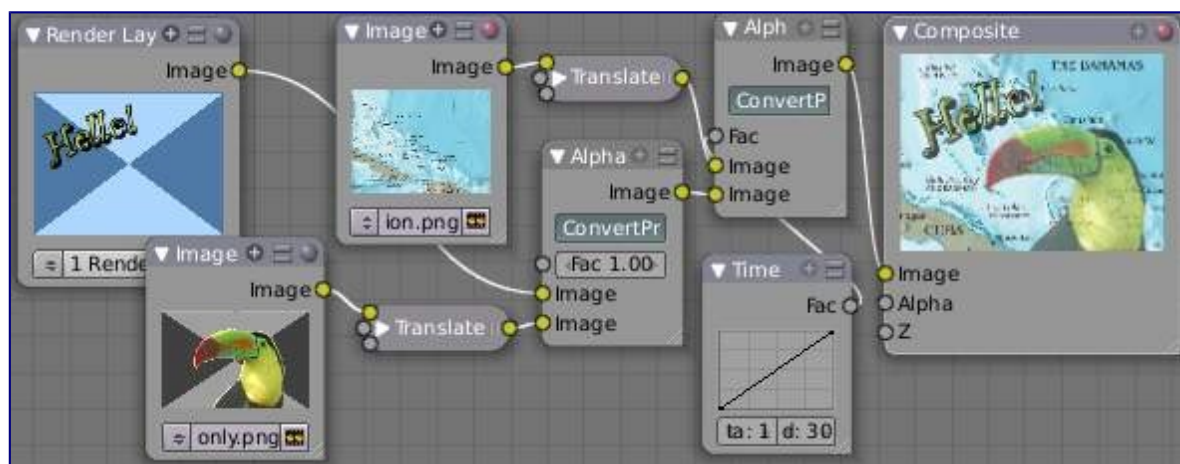 Render Lay
Image
Hello!
1 Rende
Image
Image
only.png
Image
Image
ion.png
Translate
Translate
Alpha
Image
ConvertPr
Fac 1.00
Image
Image
Alph
Image
ConvertP
Fac
Image
Image
Time
Fac
ta: 1 d: 30
Composite
THE BAHAMAS
Hello!
CUBA
Image
Alpha
Z